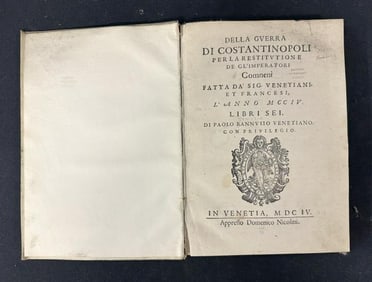 DELLA GVERRA
DI COSTANTINOPOLI
PER LA RESTITVTIONE
DE GL'IMPERATORI
Comneni
FATTA DA' SIG. VENETIANI
ET FRANCESI,
L'ANNO MCCIV.
LIBRI SEI.
DI PAOLO RANNVSIO VENETIANO.
CON PRIVILEGIO.
IN VENETIA, M.DC IV.
Appresso Domenico Nicolini.